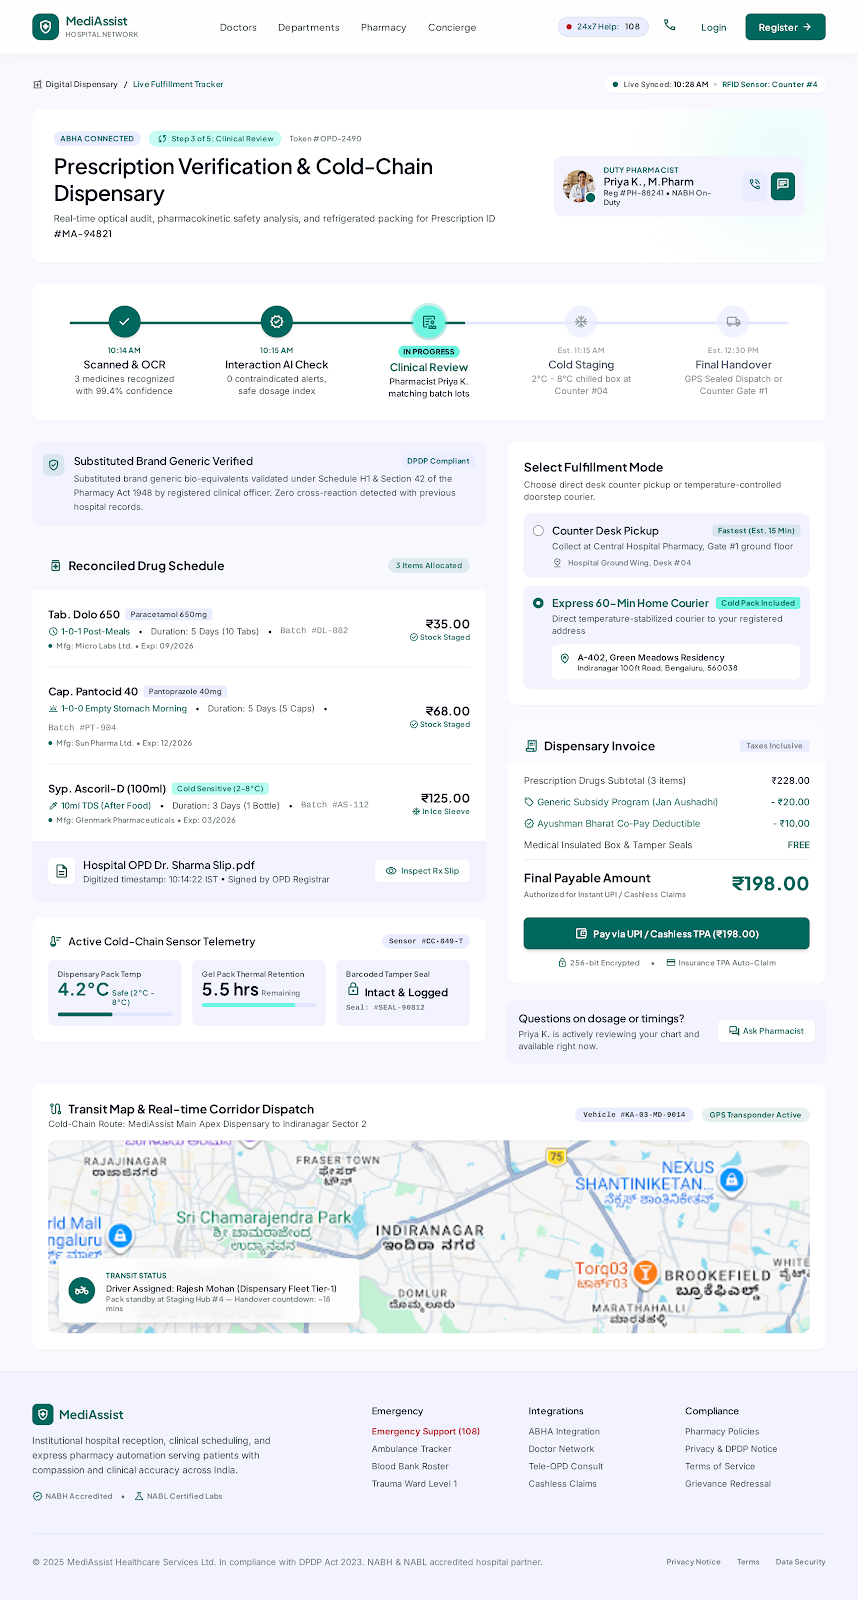 MediAssist
HOSPITAL NETWORK
Doctors
Departments
Pharmacy
Concierge
24x7 Help: 108
Login
Register →
Digital Dispensary / Live Fulfillment Tracker
Live Synced: 10:28 AM • RFID Sensor: Counter #4
ABHA CONNECTED
Step 3 of 5: Clinical Review
Token #OPD-2490
Prescription Verification & Cold-Chain
Dispensary
Real-time optical audit, pharmacokinetic safety analysis, and refrigerated packing for Prescription ID
#MA-94821
DUTY PHARMACIST
Priya K., M.Pharm
Reg #PH-88241 • NABH On-
Duty
10:14 AM
Scanned & OCR
3 medicines recognized
with 99.4% confidence
10:15 AM
Interaction AI Check
0 contraindicated alerts,
safe dosage index
IN PROGRESS
Clinical Review
Pharmacist Priya K.
matching batch lots
Est. 11:15 AM
Cold Staging
2°C - 8°C chilled box at
Counter #04
Est. 12:30 PM
Final Handover
GPS Sealed Dispatch or
Counter Gate #1
Substituted Brand Generic Verified
DPDP Compliant
Substituted brand generic bio-equivalents validated under Schedule H1 & Section 42 of the
Pharmacy Act 1948 by registered clinical officer. Zero cross-reaction detected with previous
hospital records.
Reconciled Drug Schedule
3 Items Allocated
Tab. Dolo 650
Paracetamol 650mg
1-0-1 Post-Meals • Duration: 5 Days (10 Tabs) • Batch #DL-882
Mfg: Micro Labs Ltd. • Exp: 09/2026
₹35.00
Stock Staged
Cap. Pantocid 40
Pantoprazole 40mg
1-0-0 Empty Stomach Morning • Duration: 5 Days (5 Caps) •
Batch #PT-904
Mfg: Sun Pharma Ltd. • Exp: 12/2026
₹68.00
Stock Staged
Syp. Ascoril-D (100ml)
Cold Sensitive (2-8°C)
10ml TDS (After Food) • Duration: 3 Days (1 Bottle) • Batch #AS-112
Mfg: Glenmark Pharmaceuticals • Exp: 03/2026
₹125.00
In Ice Sleeve
Hospital OPD Dr. Sharma Slip.pdf
Digitized timestamp: 10:14:22 IST • Signed by OPD Registrar
Inspect Rx Slip
Active Cold-Chain Sensor Telemetry
Sensor #CC-849-T
Dispensary Pack Temp
4.2°C Safe (2°C –
8°C)
Gel Pack Thermal Retention
5.5 hrs Remaining
Barcoded Tamper Seal
Intact & Logged
Seal: #SEAL-90812
Select Fulfillment Mode
Choose direct desk counter pickup or temperature-controlled
doorstep courier.
Counter Desk Pickup
Fastest (Est. 15 Min)
Collect at Central Hospital Pharmacy, Gate #1 ground floor
Hospital Ground Wing, Desk #04
Express 60-Min Home Courier
Cold Pack Included
Direct temperature-stabilized courier to your registered
address
A-402, Green Meadows Residency
Indiranagar 100ft Road, Bengaluru, 560038
Dispensary Invoice
Taxes Inclusive
Prescription Drugs Subtotal (3 items)
₹228.00
Generic Subsidy Program (Jan Aushadhi)
- ₹20.00
Ayushman Bharat Co-Pay Deductible
- ₹10.00
Medical Insulated Box & Tamper Seals
FREE
Final Payable Amount
Authorized for Instant UPI / Cashless Claims
₹198.00
Pay via UPI / Cashless TPA (₹198.00)
256-bit Encrypted • Insurance TPA Auto-Claim
Questions on dosage or timings?
Priya K. is actively reviewing your chart and
available right now.
Ask Pharmacist
Transit Map & Real-time Corridor Dispatch
Cold-Chain Route: MediAssist Main Apex Dispensary to Indiranagar Sector 2
Vehicle #KA-03-MD-9014
GPS Transponder Active
RAJAJINAGAR
ರಾಜಾಜಿನಗರ
FRASER TOWN
ಫ್ರೇಸರ್
ಟೌನ್
75
NEXUS
SHANTINIKETAN...
ನೆಕ್ಸಸ್ ಶಾಂತಿನಿಕೇತನ್
Sri Chamarajendra Park
ಶ್ರೀ ಚಾಮರಾಜೇಂದ್ರ
ಉದ್ಯಾನವನ
INDIRANAGAR
ಇಂದಿರಾ ನಗರ
Torq03
ಟಾರ್ಕ್03
BROOKEFIELD
ಬ್ರೂಕ್‌ಫೀಲ್ಡ್
DOMLUR
ದೊಮ್ಮಲೂರು
MARATHAHALLI
ಮಾರತಹಳ್ಳಿ
TRANSIT STATUS
Driver Assigned: Rajesh Mohan (Dispensary Fleet Tier-1)
Pack standby at Staging Hub #4 — Handover countdown: ~18
mins
MediAssist
Institutional hospital reception, clinical scheduling, and
express pharmacy automation serving patients with
compassion and clinical accuracy across India.
NABH Accredited • NABL Certified Labs
Emergency
Emergency Support (108)
Ambulance Tracker
Blood Bank Roster
Trauma Ward Level 1
Integrations
ABHA Integration
Doctor Network
Tele-OPD Consult
Cashless Claims
Compliance
Pharmacy Policies
Privacy & DPDP Notice
Terms of Service
Grievance Redressal
© 2025 MediAssist Healthcare Services Ltd. In compliance with DPDP Act 2023. NABH & NABL accredited hospital partner.
Privacy Notice
Terms
Data Security